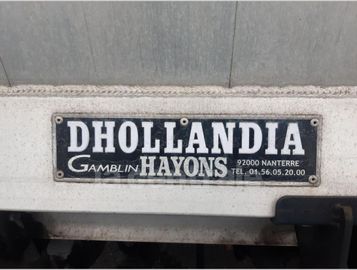 DHOLLANDIA
GAMBLIN HAYONS 92000 NANTERRE
TEL. 01.56.05.20.00